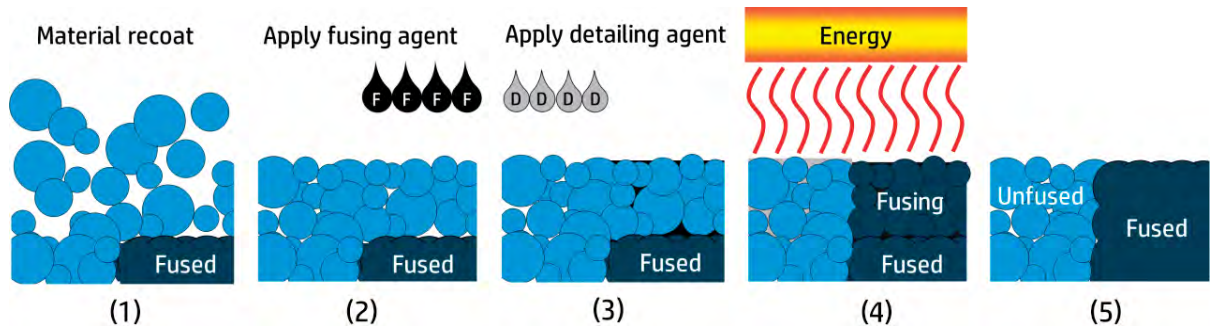 Material recoat
Apply fusing agent
Apply detailing agent
Energy
F F F F
D D D D
Fusing
Unfused
Fused
Fused
Fused
Fused
Fused
(1)
(2)
(3)
(4)
(5)